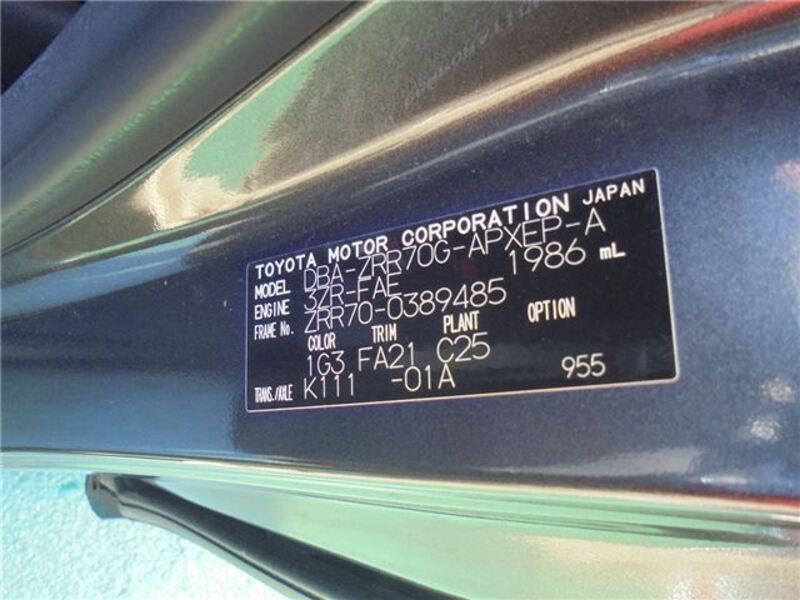 TOYOTA MOTOR CORPORATION JAPAN
MODEL DBA-ZRR70G-APXEP-A
ENGINE 3ZR-FAE 1986 mL
FRAME No. ZRR70-0389485
COLOR TRIM PLANT OPTION
1G3 FA21 C25
TRANS./AXLE K111 -01A 955